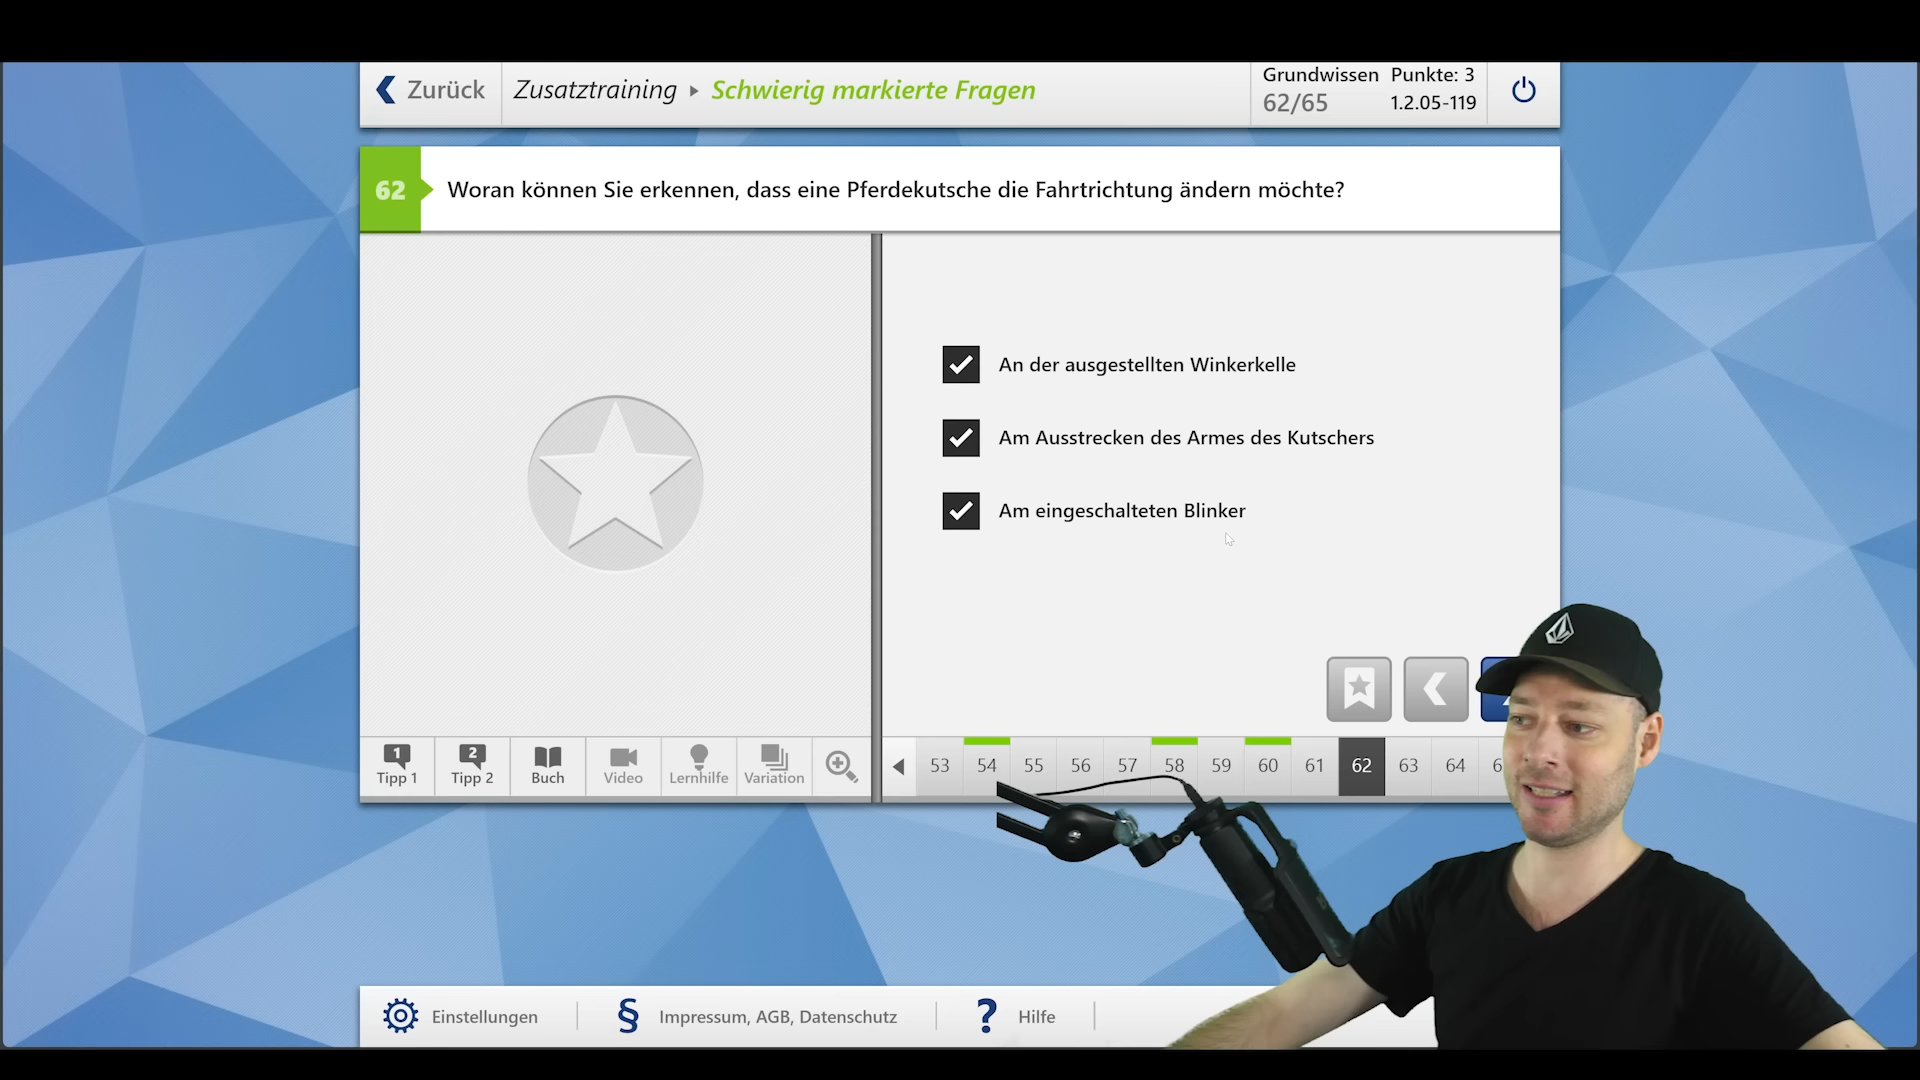 Zurück
Zusatztraining ▸ Schwierig markierte Fragen
Grundwissen Punkte: 3
62/65 1.2.05-119
62 Woran können Sie erkennen, dass eine Pferdekutsche die Fahrtrichtung ändern möchte?
An der ausgestellten Winkerkelle
Am Ausstrecken des Armes des Kutschers
Am eingeschalteten Blinker
1 2
Tipp 1 Tipp 2 Buch Video Lernhilfe Variation
53 54 55 56 57 58 59 60 61 62 63 64
Einstellungen § Impressum, AGB, Datenschutz ? Hilfe